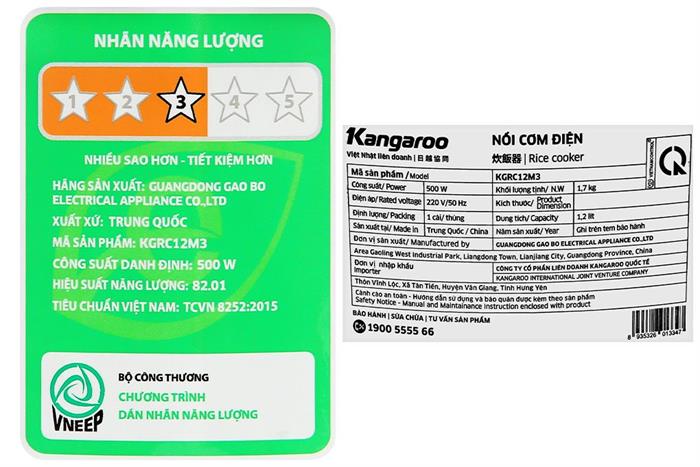 NHÃN NĂNG LƯỢNG
1 2 3 4 5
NHIỀU SAO HƠN - TIẾT KIỆM HƠN
HÃNG SẢN XUẤT: GUANGDONG GAO BO
ELECTRICAL APPLIANCE CO.,LTD
XUẤT XỨ: TRUNG QUỐC
MÃ SẢN PHẨM: KGRC12M3
CÔNG SUẤT DANH ĐỊNH: 500 W
HIỆU SUẤT NĂNG LƯỢNG: 82.01
TIÊU CHUẨN VIỆT NAM: TCVN 8252:2015
VNEEP
BỘ CÔNG THƯƠNG
CHƯƠNG TRÌNH
DÁN NHÃN NĂNG LƯỢNG
Kangaroo
Việt Nhật liên doanh | 日越協同
NỒI CƠM ĐIỆN
炊飯器 | Rice cooker
Mã sản phẩm / Model KGRC12M3
Công suất / Power 500 W Khối lượng tịnh / N.W 1,7 kg
Điện áp / Rated voltage 220 V/50 Hz Kích thước / Product Dimension
Định lượng / Packing 1 cái/ thùng Dung tích / Capacity 1,2 lít
Sản xuất tại / Made in Trung Quốc / China Năm sản xuất / Year Ghi trên tem bảo hành
Đơn vị sản xuất / Manufactured by GUANGDONG GAO BO ELECTRICAL APPLIANCE CO.,LTD
Area Gaoling West Industrial Park, Liangdong Town, Lianjiang City, Guangdong Province, China
Đơn vị nhập khẩu
Importer
CÔNG TY CỔ PHẦN LIÊN DOANH KANGAROO QUỐC TẾ
KANGAROO INTERNATIONAL JOINT VENTURE COMPANY
Thôn Vĩnh Lộc, Xã Tân Tiến, Huyện Văn Giang, Tỉnh Hưng Yên
Cảnh cáo an toàn - Hướng dẫn sử dụng và bảo quản được kèm theo sản phẩm
Safety Notice - Manual and Maintainance instruction enclosed with product
BẢO HÀNH | SỬA CHỮA | TƯ VẤN SẢN PHẨM
1900 5555 66
8 935326 013347